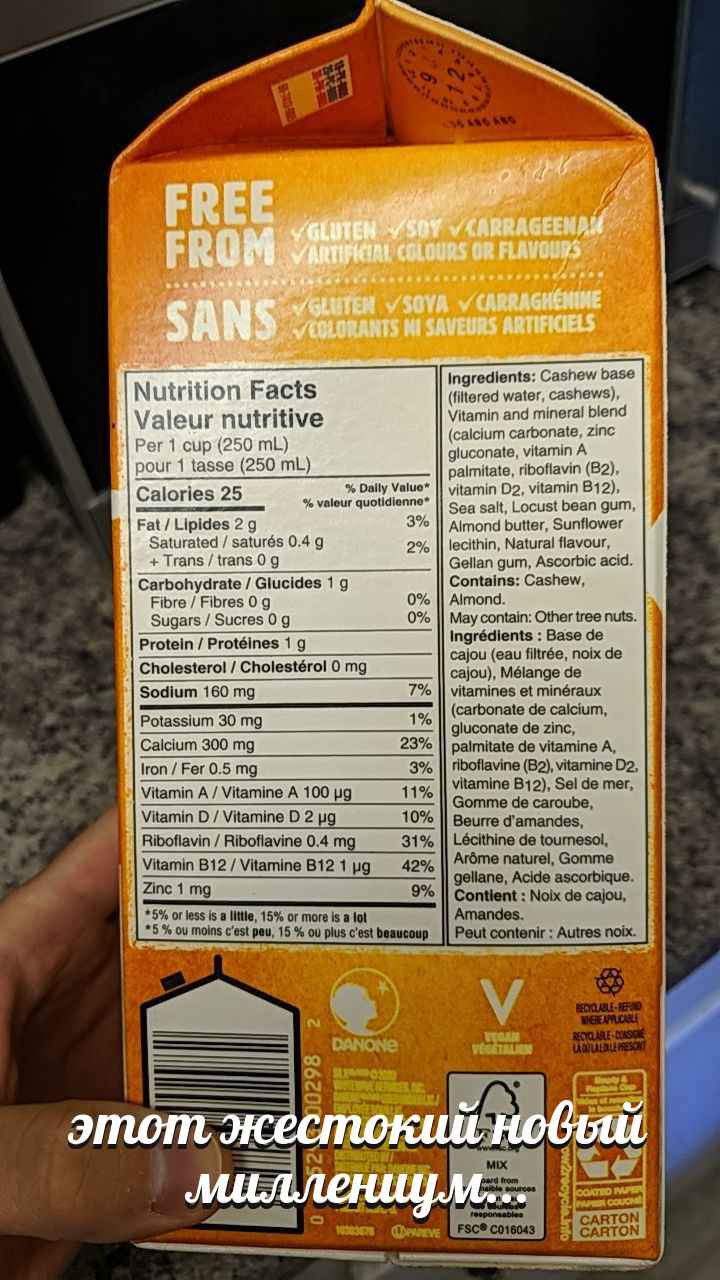 FREE
FROM
✓GLUTEN ✓SOY ✓CARRAGEENAN
✓ARTIFICIAL COLOURS OR FLAVOURS
SANS
✓GLUTEN ✓SOYA ✓CARRAGHÉNINE
✓COLORANTS NI SAVEURS ARTIFICIELS
Nutrition Facts
Valeur nutritive
Per 1 cup (250 mL)
pour 1 tasse (250 mL)
Calories 25
% Daily Value*
% valeur quotidienne*
Fat / Lipides 2 g 3%
Saturated / saturés 0.4 g
+ Trans / trans 0 g 2%
Carbohydrate / Glucides 1 g
Fibre / Fibres 0 g 0%
Sugars / Sucres 0 g 0%
Protein / Protéines 1 g
Cholesterol / Cholestérol 0 mg
Sodium 160 mg 7%
Potassium 30 mg 1%
Calcium 300 mg 23%
Iron / Fer 0.5 mg 3%
Vitamin A / Vitamine A 100 µg 11%
Vitamin D / Vitamine D 2 µg 10%
Riboflavin / Riboflavine 0.4 mg 31%
Vitamin B12 / Vitamine B12 1 µg 42%
Zinc 1 mg 9%
*5% or less is a little, 15% or more is a lot
*5 % ou moins c'est peu, 15 % ou plus c'est beaucoup
Ingredients: Cashew base
(filtered water, cashews),
Vitamin and mineral blend
(calcium carbonate, zinc
gluconate, vitamin A
palmitate, riboflavin (B2),
vitamin D2, vitamin B12),
Sea salt, Locust bean gum,
Almond butter, Sunflower
lecithin, Natural flavour,
Gellan gum, Ascorbic acid.
Contains: Cashew,
Almond.
May contain: Other tree nuts.
Ingrédients : Base de
cajou (eau filtrée, noix de
cajou), Mélange de
vitamines et minéraux
(carbonate de calcium,
gluconate de zinc,
palmitate de vitamine A,
riboflavine (B2), vitamine D2,
vitamine B12), Sel de mer,
Gomme de caroube,
Beurre d'amandes,
Lécithine de tournesol,
Arôme naturel, Gomme
gellane, Acide ascorbique.
Contient : Noix de cajou,
Amandes.
Peut contenir : Autres noix.
DANONE
VEGAN
VÉGÉTALIEN
RECYCLABLE-REFUND
WHERE APPLICABLE
RECYCLABLE-CONSIGNE
LÀ OÙ LA LOI LE PRESCRIT
этот жестокий новый
миллениум...
MIX
responsables
FSC® C016043
PAREVE
COATED PAPER
PAPIER COUCHÉ
CARTON
CARTON